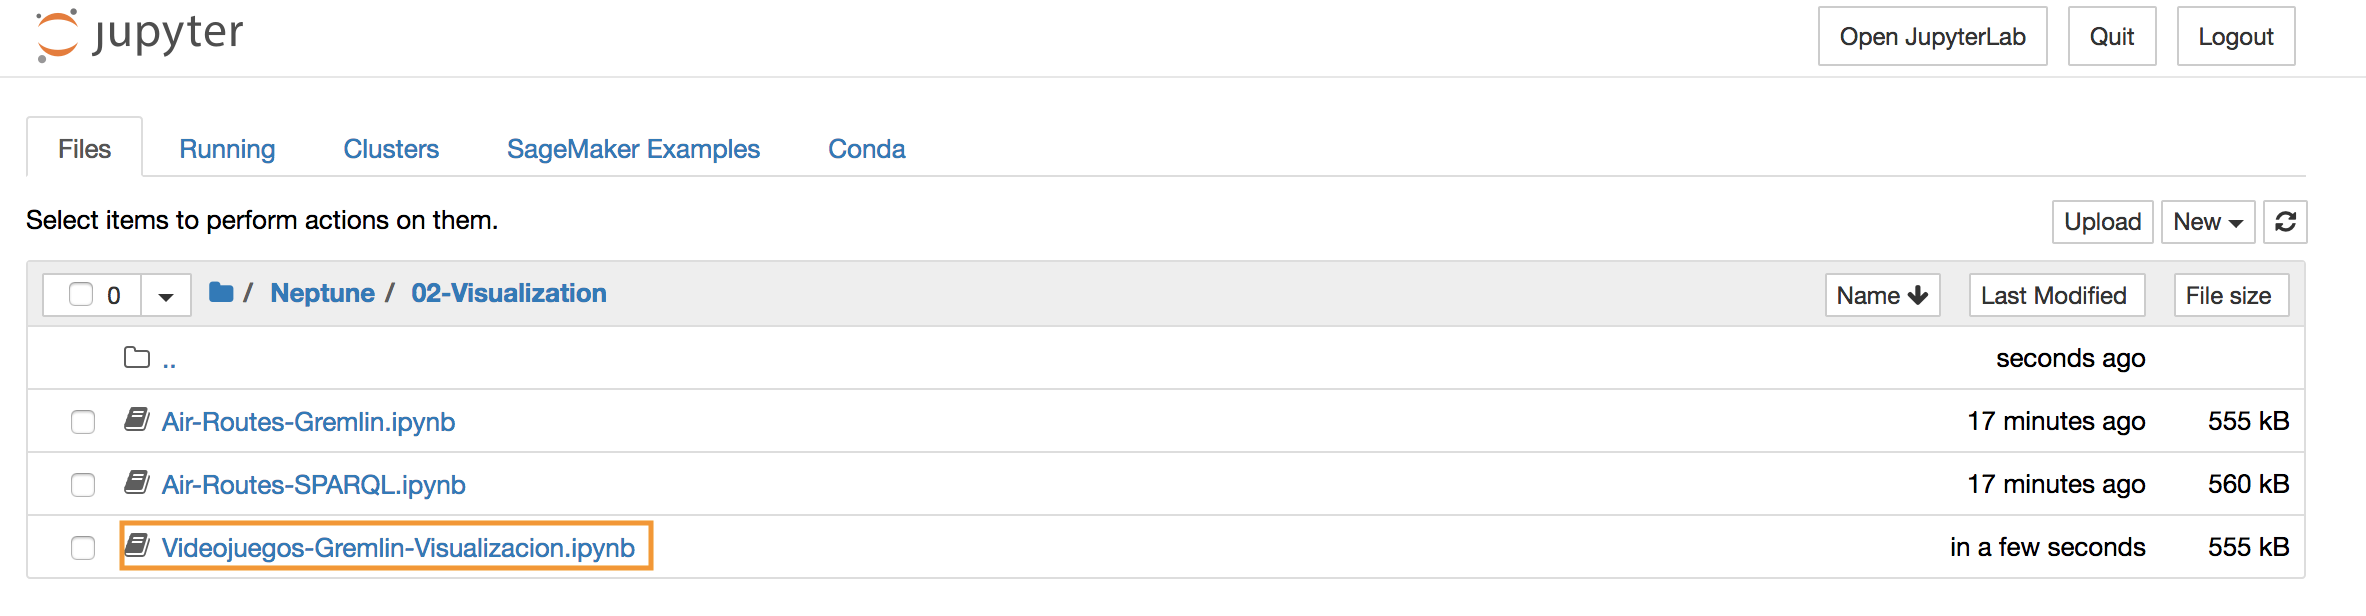 jupyter
Open JupyterLab Quit Logout
Files Running Clusters SageMaker Examples Conda
Select items to perform actions on them.
Upload New
0 / Neptune / 02-Visualization Name Last Modified File size
.. seconds ago
Air-Routes-Gremlin.ipynb 17 minutes ago 555 kB
Air-Routes-SPARQL.ipynb 17 minutes ago 560 kB
Videojuegos-Gremlin-Visualizacion.ipynb in a few seconds 555 kB